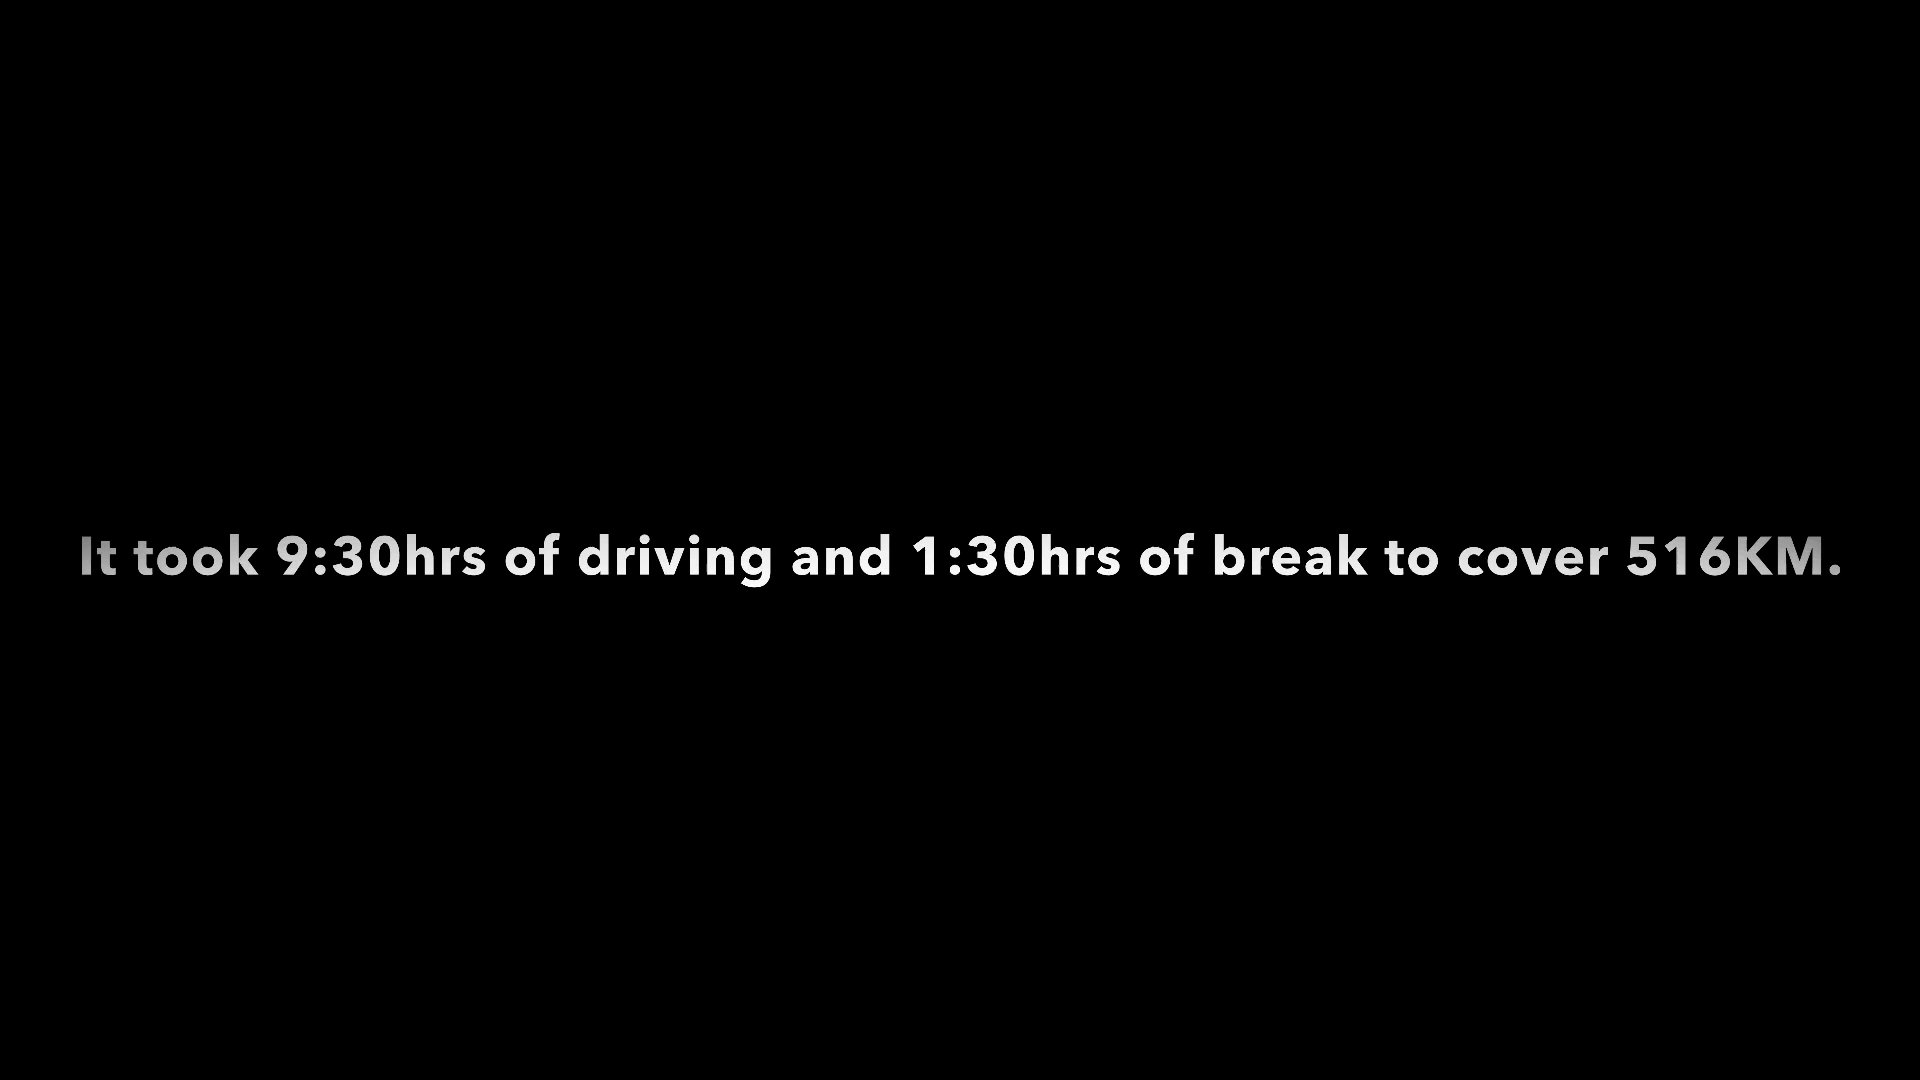 It took 9:30hrs of driving and 1:30hrs of break to cover 516KM.